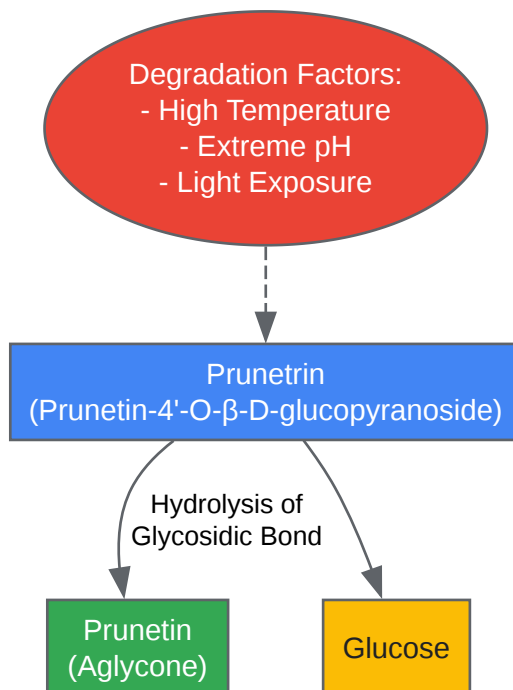 Degradation Factors:
- High Temperature
- Extreme pH
- Light Exposure
Prunetrin
(Prunetin-4'-O-β-D-glucopyranoside)
Hydrolysis of
Glycosidic Bond
Prunetin
(Aglycone)
Glucose